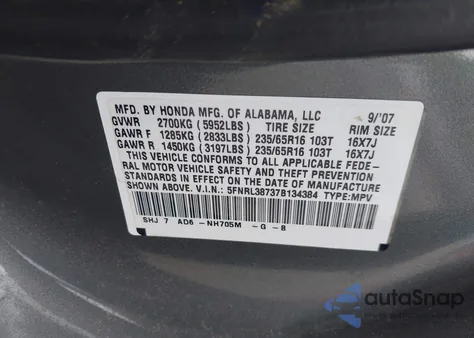 MFD. BY HONDA MFG. OF ALABAMA, LLC 9/'07
GVWR 2700KG (5952LBS) TIRE SIZE RIM SIZE
GAWR F 1285KG (2833LBS) 235/65R16 103T 16X7J
GAWR R 1450KG (3197LBS) 235/65R16 103T 16X7J
THIS VEHICLE CONFORMS TO ALL APPLICABLE FEDE-
RAL MOTOR VEHICLE SAFETY AND THEFT PREVENTION
STANDARDS IN EFFECT ON THE DATE OF MANUFACTURE
SHOWN ABOVE. V.I.N.: 5FNRL38737B134384 TYPE:MPV
SHJ 7 AD6 -NH705M -G -B
autoSnap